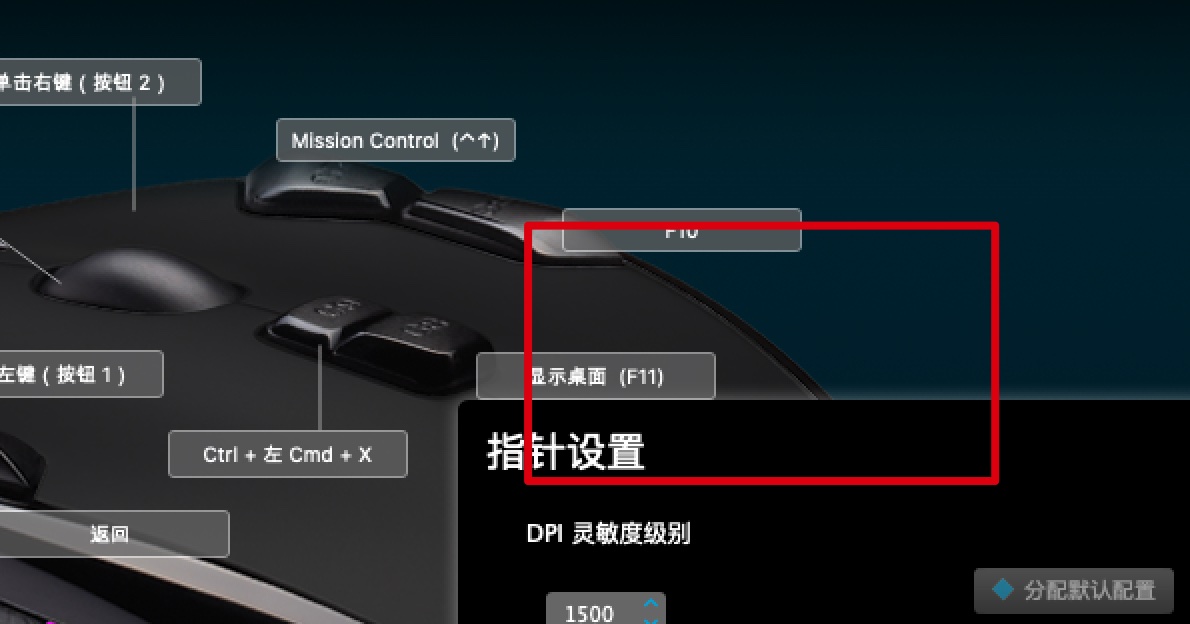 单击右键 ( 按钮 2 )
Mission Control (^↑)
F10
显示桌面 (F11)
左键 ( 按钮 1 )
Ctrl + 左 Cmd + X
指针设置
返回
DPI 灵敏度级别
分配默认配置
1500